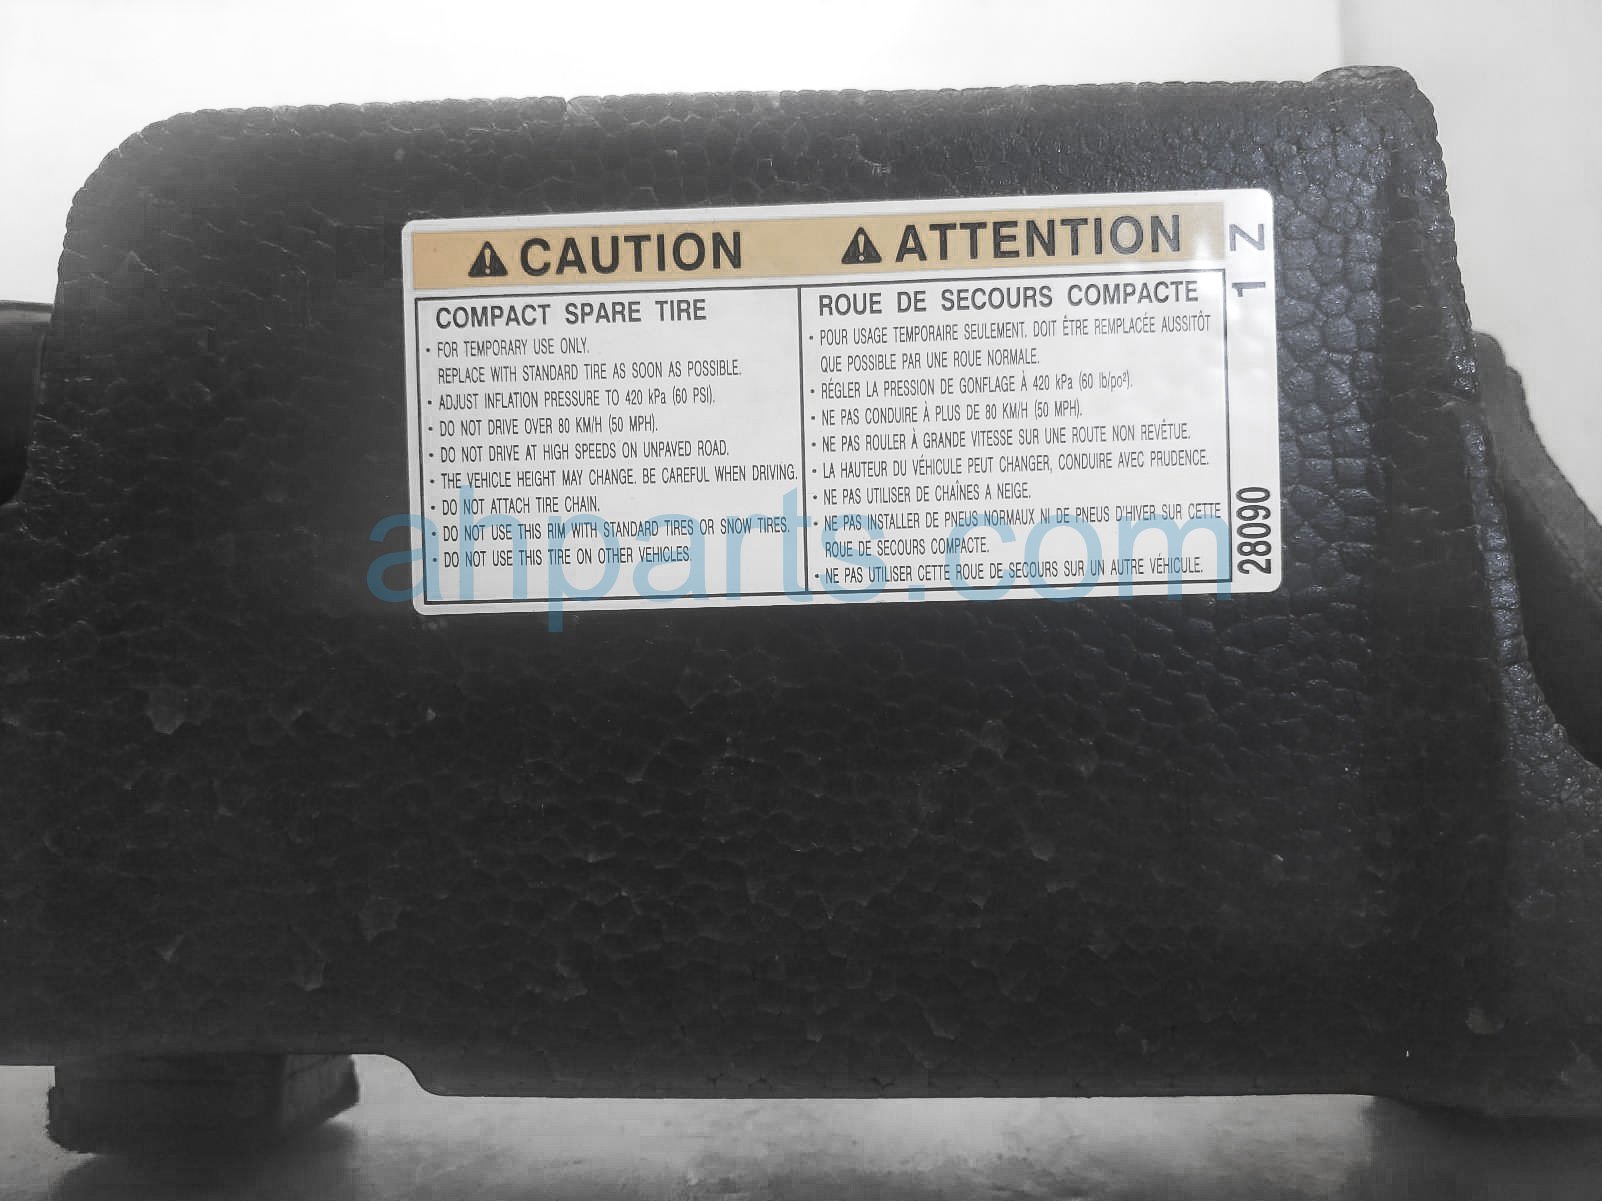 CAUTION
COMPACT SPARE TIRE
• FOR TEMPORARY USE ONLY.
REPLACE WITH STANDARD TIRE AS SOON AS POSSIBLE.
• ADJUST INFLATION PRESSURE TO 420 kPa (60 PSI).
• DO NOT DRIVE OVER 80 KM/H (50 MPH).
• DO NOT DRIVE AT HIGH SPEEDS ON UNPAVED ROAD.
• THE VEHICLE HEIGHT MAY CHANGE. BE CAREFUL WHEN DRIVING.
• DO NOT ATTACH TIRE CHAIN.
• DO NOT USE THIS RIM WITH STANDARD TIRES OR SNOW TIRES.
• DO NOT USE THIS TIRE ON OTHER VEHICLES.
ATTENTION
ROUE DE SECOURS COMPACTE
• POUR USAGE TEMPORAIRE SEULEMENT. DOIT ÊTRE REMPLACÉE AUSSITÔT
QUE POSSIBLE PAR UNE ROUE NORMALE.
• RÉGLER LA PRESSION DE GONFLAGE À 420 kPa (60 lb/po²).
• NE PAS CONDUIRE À PLUS DE 80 KM/H (50 MPH).
• NE PAS ROULER À GRANDE VITESSE SUR UNE ROUTE NON REVÊTUE.
• LA HAUTEUR DU VÉHICULE PEUT CHANGER, CONDUIRE AVEC PRUDENCE.
• NE PAS UTILISER DE CHAÎNES A NEIGE.
• NE PAS INSTALLER DE PNEUS NORMAUX NI DE PNEUS D'HIVER SUR CETTE
ROUE DE SECOURS COMPACTE.
• NE PAS UTILISER CETTE ROUE DE SECOURS SUR UN AUTRE VÉHICULE.
28090 1 Z
ahparts.com